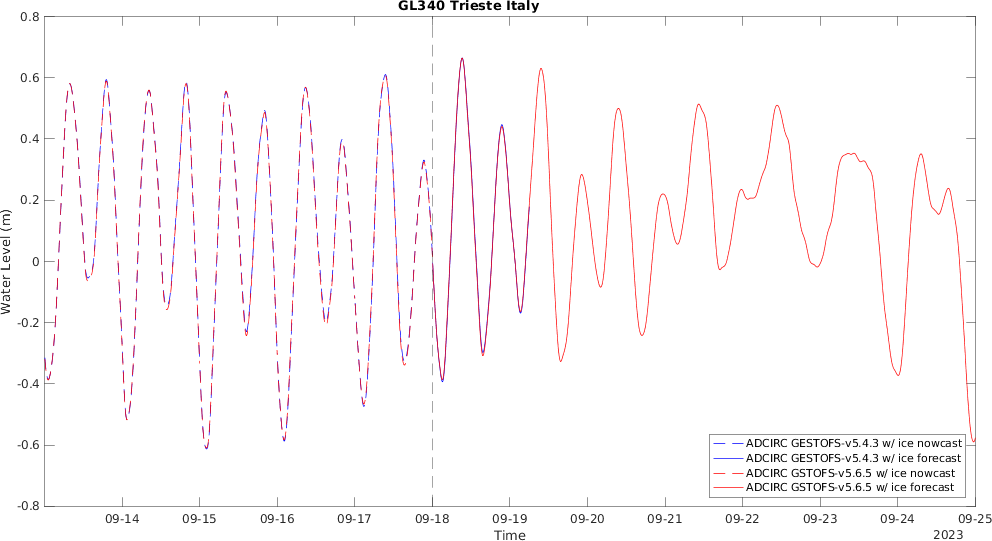 GL340 Trieste Italy
0.8
0.6
0.4
0.2
0
-0.2
-0.4
-0.6
-0.8
Water Level (m)
ADCIRC GESTOFS-v5.4.3 w/ ice nowcast
ADCIRC GESTOFS-v5.4.3 w/ ice forecast
ADCIRC GSTOFS-v5.6.5 w/ ice nowcast
ADCIRC GSTOFS-v5.6.5 w/ ice forecast
09-14 09-15 09-16 09-17 09-18 09-19 09-20 09-21 09-22 09-23 09-24 09-25
Time
2023